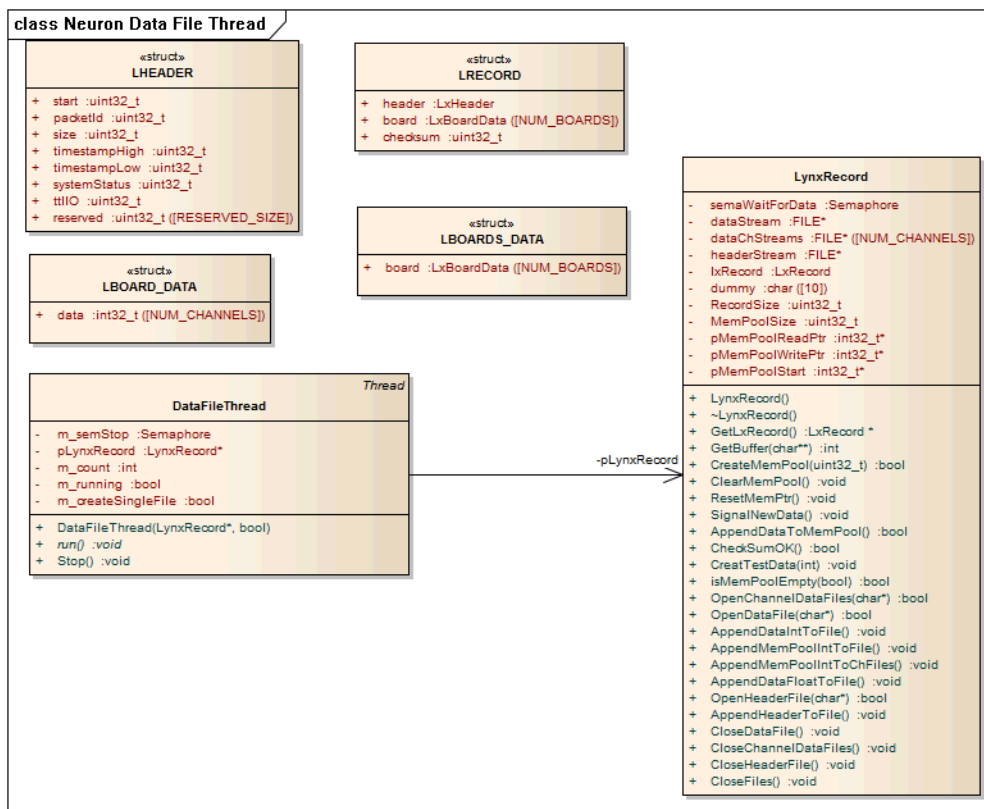 class Neuron Data File Thread
«struct»
LHEADER
+ start :uint32_t
+ packetId :uint32_t
+ size :uint32_t
+ timestampHigh :uint32_t
+ timestampLow :uint32_t
+ systemStatus :uint32_t
+ ttlIO :uint32_t
+ reserved :uint32_t ([RESERVED_SIZE])
«struct»
LRECORD
+ header :LxHeader
+ board :LxBoardData ([NUM_BOARDS])
+ checksum :uint32_t
«struct»
LBOARDS_DATA
+ board :LxBoardData ([NUM_BOARDS])
«struct»
LBOARD_DATA
+ data :int32_t ([NUM_CHANNELS])
Thread
DataFileThread
- m_semStop :Semaphore
- pLynxRecord :LynxRecord*
- m_count :int
- m_running :bool
- m_createSingleFile :bool
+ DataFileThread(LynxRecord*, bool)
+ run() :void
+ Stop() :void
-pLynxRecord
LynxRecord
- semaWaitForData :Semaphore
- dataStream :FILE*
- dataChStreams :FILE* ([NUM_CHANNELS])
- headerStream :FILE*
- lxRecord :LxRecord
- dummy :char ([10])
- RecordSize :uint32_t
- MemPoolSize :uint32_t
- pMemPoolReadPtr :int32_t*
- pMemPoolWritePtr :int32_t*
- pMemPoolStart :int32_t*
+ LynxRecord()
+ ~LynxRecord()
+ GetLxRecord() :LxRecord *
+ GetBuffer(char**) :int
+ CreateMemPool(uint32_t) :bool
+ ClearMemPool() :void
+ ResetMemPtr() :void
+ SignalNewData() :void
+ AppendDataToMemPool() :bool
+ CheckSumOK() :bool
+ CreatTestData(int) :void
+ isMemPoolEmpty(bool) :bool
+ OpenChannelDataFiles(char*) :bool
+ OpenDataFile(char*) :bool
+ AppendDataIntToFile() :void
+ AppendMemPoolIntToFile() :void
+ AppendMemPoolIntToChFiles() :void
+ AppendDataFloatToFile() :void
+ OpenHeaderFile(char*) :bool
+ AppendHeaderToFile() :void
+ CloseDataFile() :void
+ CloseChannelDataFiles() :void
+ CloseHeaderFile() :void
+ CloseFiles() :void